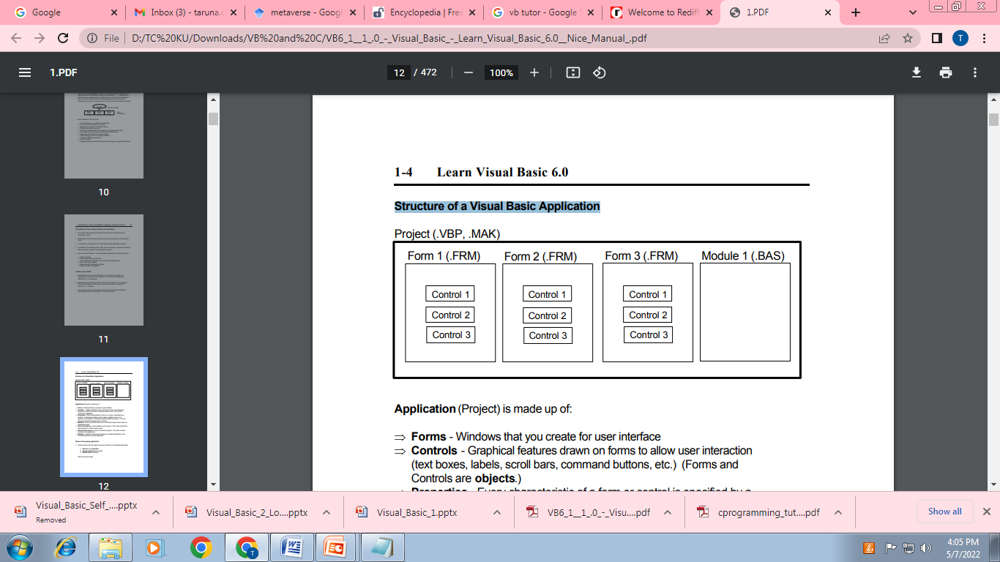 Google
Inbox (3) - taruna.c
metaverse - Goog
Encyclopedia | Free
vb tutor - Google S
Welcome to Rediff
1.PDF
File D:/TC%20KU/Downloads/VB%20and%20C/VB6_1__1_.0_-_Visual_Basic_-_Learn_Visual_Basic_6.0__Nice_Manual_.pdf
T
1.PDF
12 / 472
100%
10
11
12
1-4 Learn Visual Basic 6.0
Structure of a Visual Basic Application
Project (.VBP, .MAK)
Form 1 (.FRM) Form 2 (.FRM) Form 3 (.FRM) Module 1 (.BAS)
Control 1 Control 1 Control 1
Control 2 Control 2 Control 2
Control 3 Control 3 Control 3
Application (Project) is made up of:
⇒ Forms - Windows that you create for user interface
⇒ Controls - Graphical features drawn on forms to allow user interaction
(text boxes, labels, scroll bars, command buttons, etc.) (Forms and
Controls are objects.)
⇒ Properties - Every characteristic of a form or control is specified by a
Visual_Basic_Self_....pptx
Removed
Visual_Basic_2_Lo....pptx
Visual_Basic_1.pptx
VB6_1__1_.0_-_Visu....pdf
cprogramming_tut....pdf
Show all
4:05 PM
5/7/2022